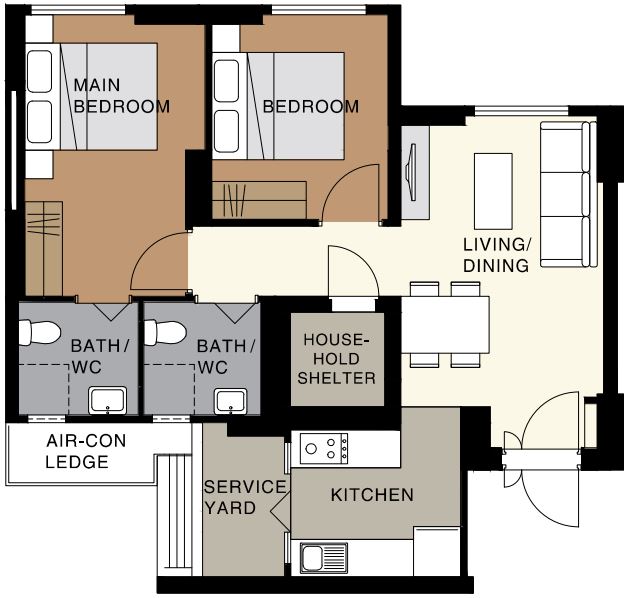 MAIN
BEDROOM
BEDROOM
LIVING/
DINING
BATH/
WC
BATH/
WC
HOUSE-
HOLD
SHELTER
AIR-CON
LEDGE
SERVICE
YARD
KITCHEN